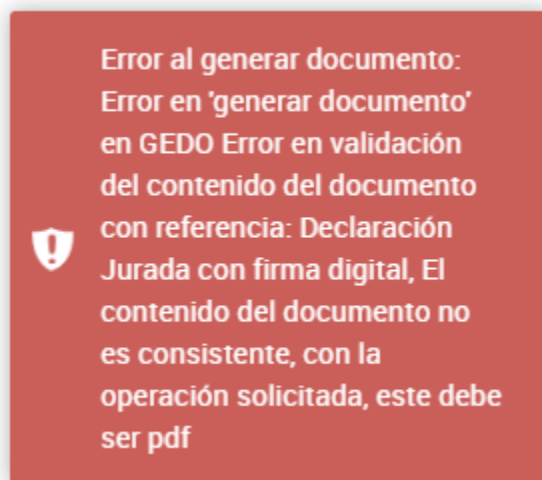 Error al generar documento:
Error en 'generar documento'
en GEDO Error en validación
del contenido del documento
con referencia: Declaración
Jurada con firma digital, El
contenido del documento no
es consistente, con la
operación solicitada, este debe
ser pdf